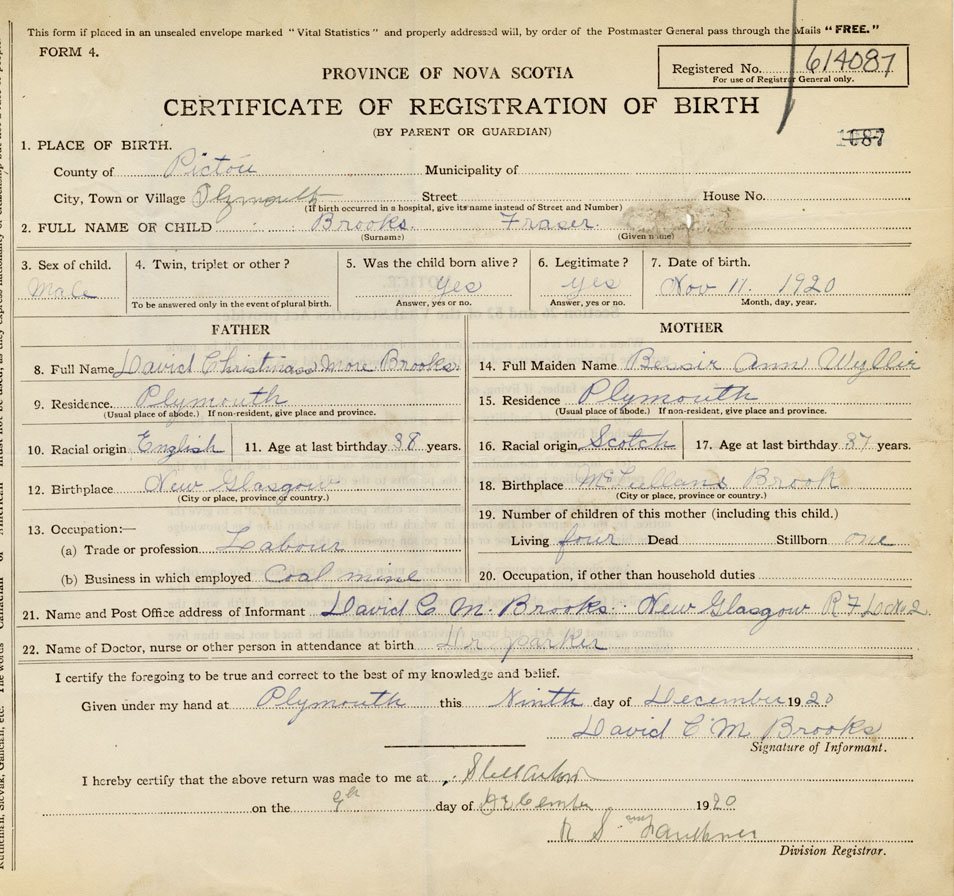 This form if placed in an unsealed envelope marked "Vital Statistics" and properly addressed will, by order of the Postmaster General pass through the Mails "FREE."
FORM 4.
Registered No. 614087
For use of Registrar General only.
PROVINCE OF NOVA SCOTIA
CERTIFICATE OF REGISTRATION OF BIRTH
(BY PARENT OR GUARDIAN)
1087
1. PLACE OF BIRTH.
County of Pictou Municipality of
City, Town or Village Plymouth Street House No.
(If birth occurred in a hospital, give its name instead of Street and Number)
2. FULL NAME OF CHILD Brooks. Fraser.
(Surname) (Given name)
3. Sex of child. 4. Twin, triplet or other? 5. Was the child born alive? 6. Legitimate? 7. Date of birth.
Male Yes Yes Nov 11. 1920
To be answered only in the event of plural birth. Answer, yes or no. Answer, yes or no. Month, day, year.
FATHER MOTHER
8. Full Name David Christmas More Brooks. 14. Full Maiden Name Bessie Ann Wyllie
9. Residence. Plymouth 15. Residence Plymouth
(Usual place of abode.) If non-resident, give place and province. (Usual place of abode.) If non-resident, give place and province.
10. Racial origin English 11. Age at last birthday 38 years. 16. Racial origin Scotch 17. Age at last birthday 37 years.
12. Birthplace New Glasgow 18. Birthplace McLellans Brook
(City or place, province or country.) (City or place, province or country.)
13. Occupation:— 19. Number of children of this mother (including this child.)
(a) Trade or profession Labour Living four Dead Stillborn one
(b) Business in which employed Coal mine 20. Occupation, if other than household duties
21. Name and Post Office address of Informant David C. M. Brooks. New Glasgow R F D No 2
22. Name of Doctor, nurse or other person in attendance at birth Dr parker
I certify the foregoing to be true and correct to the best of my knowledge and belief.
Given under my hand at Plymouth this Ninth day of December 1920
David C M Brooks
Signature of Informant.
I hereby certify that the above return was made to me at Stellarton
on the 9th day of December 1920
R S Faulkner
Division Registrar.